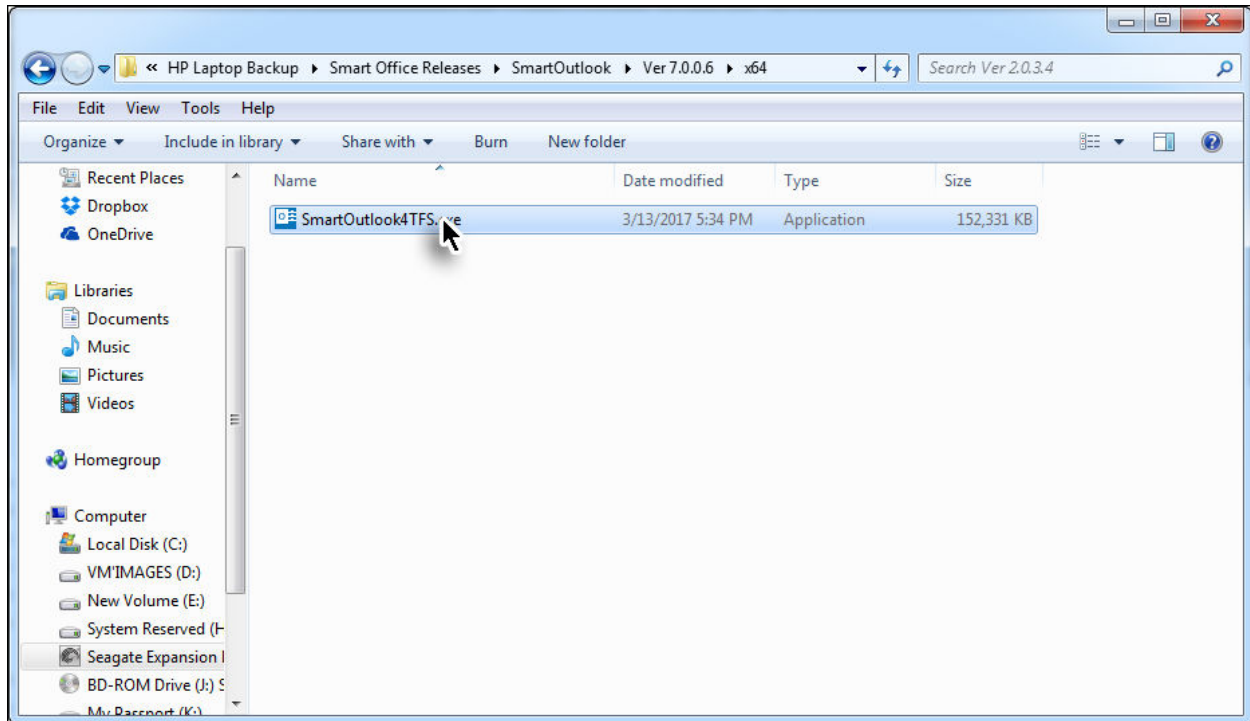 « HP Laptop Backup ▸ Smart Office Releases ▸ SmartOutlook ▸ Ver 7.0.0.6 ▸ x64 Search Ver 2.0.3.4
File Edit View Tools Help
Organize Include in library Share with Burn New folder
Recent Places
Dropbox
OneDrive
Libraries
Documents
Music
Pictures
Videos
Homegroup
Computer
Local Disk (C:)
VM'IMAGES (D:)
New Volume (E:)
System Reserved (H
Seagate Expansion
BD-ROM Drive (J:) S
My Passport (K:)
Name Date modified Type Size
SmartOutlook4TFS. xe 3/13/2017 5:34 PM Application 152,331 KB